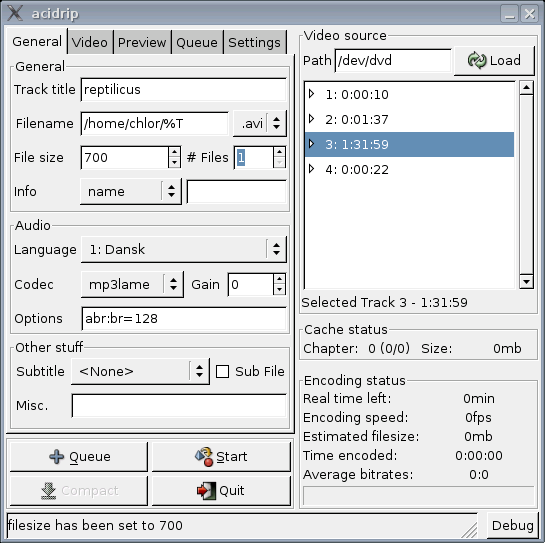 acidrip
General Video Preview Queue Settings
General
Track title reptilicus
Filename /home/chlor/%T .avi
File size 700 # Files 1
Info name
Audio
Language 1: Dansk
Codec mp3lame Gain 0
Options abr:br=128
Other stuff
Subtitle <None> Sub File
Misc.
Queue Start
Compact Quit
Video source
Path /dev/dvd Load
1: 0:00:10
2: 0:01:37
3: 1:31:59
4: 0:00:22
Selected Track 3 - 1:31:59
Cache status
Chapter: 0 (0/0) Size: 0mb
Encoding status
Real time left: 0min
Encoding speed: 0fps
Estimated filesize: 0mb
Time encoded: 0:00:00
Average bitrates: 0:0
filesize has been set to 700 Debug